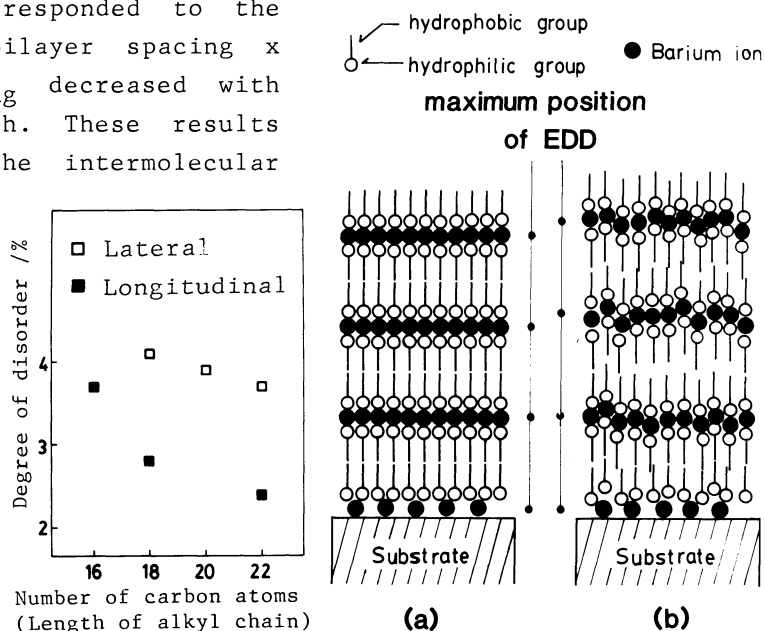 responded to the
ilayer spacing x
g decreased with
h. These results
he intermolecular
Degree of disorder /%
Lateral
Longitudinal
4
3
2
16 18 20 22
Number of carbon atoms
(Length of alkyl chain)
hydrophobic group
hydrophilic group
Barium ion
maximum position
of EDD
Substrate
(a)
Substrate
(b)